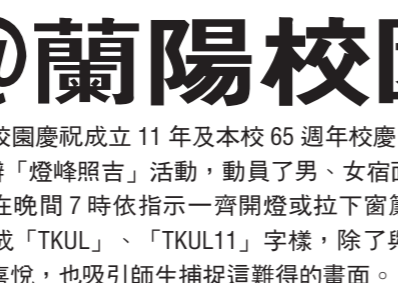 @蘭陽校園
校園慶祝成立 11 年及本校 65 週年校慶
「燈峰照吉」活動，動員了男、女宿
在晚間 7 時依指示一齊開燈或拉下窗簾
成「TKUL」、「TKUL11」字樣，除了與
喜悅，也吸引師生捕捉這難得的畫面。